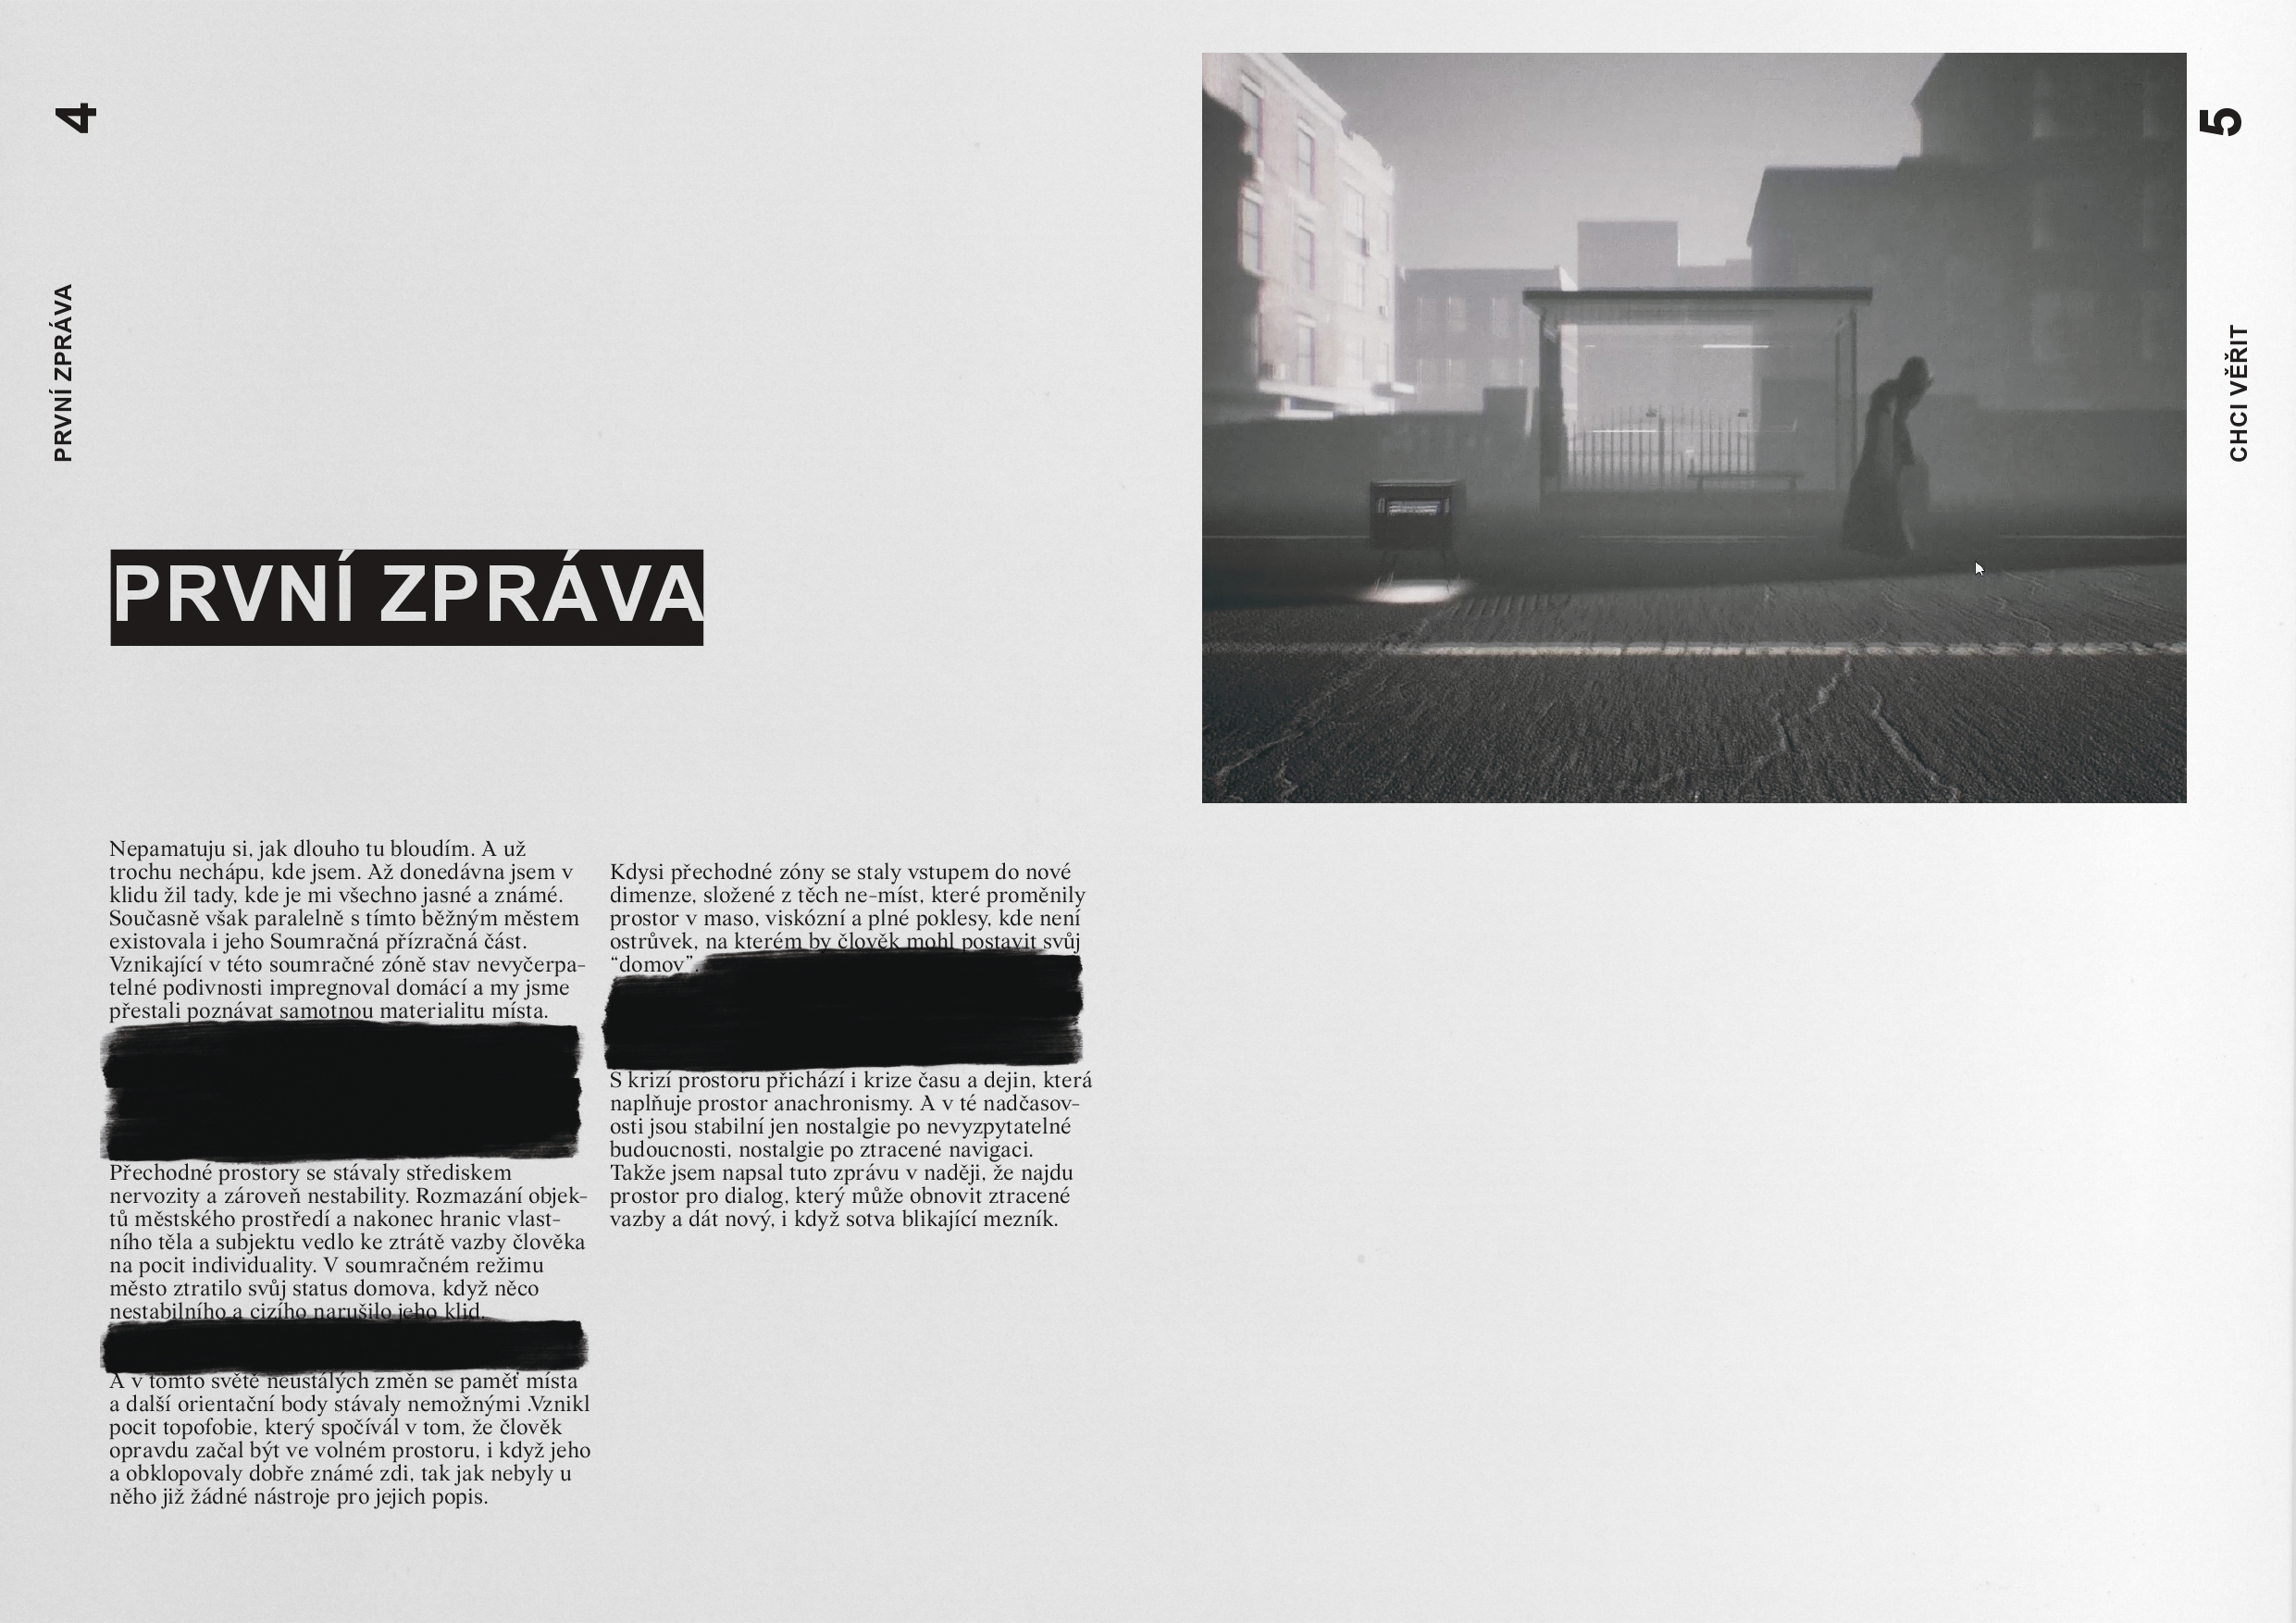 4
PRVNÍ ZPRÁVA
PRVNÍ ZPRÁVA
Nepamatuju si, jak dlouho tu bloudím. A už
trochu nechápu, kde jsem. Až donedávna jsem v
klidu žil tady, kde je mi všechno jasné a známé.
Současně však paralelně s tímto běžným městem
existovala i jeho Soumračná přízračná část.
Vznikající v této soumračné zóně stav nevyčerpa-
telné podivnosti impregnoval domácí a my jsme
přestali poznávat samotnou materialitu místa.
Přechodné prostory se stávaly střediskem
nervozity a zároveň nestability. Rozmazání objek-
tů městského prostředí a nakonec hranic vlast-
ního těla a subjektu vedlo ke ztrátě vazby člověka
na pocit individuality. V soumračném režimu
město ztratilo svůj status domova, když něco
nestabilního a cizího narušilo jeho klid.
A v tomto světě neustálých změn se paměť místa
a další orientační body stávaly nemožnými .Vznikl
pocit topofobie, který spočívál v tom, že člověk
opravdu začal být ve volném prostoru, i když jeho
a obklopovaly dobře známé zdi, tak jak nebyly u
něho již žádné nástroje pro jejich popis.
Kdysi přechodné zóny se staly vstupem do nové
dimenze, složené z těch ne-míst, které proměnily
prostor v maso, viskózní a plné poklesy, kde není
ostrůvek, na kterém by člověk mohl postavit svůj
“domov”.
S krizí prostoru přichází i krize času a dejin, která
naplňuje prostor anachronismy. A v té nadčasov-
osti jsou stabilní jen nostalgie po nevyzpytatelné
budoucnosti, nostalgie po ztracené navigaci.
Takže jsem napsal tuto zprávu v naději, že najdu
prostor pro dialog, který může obnovit ztracené
vazby a dát nový, i když sotva blikající mezník.
5
CHCI VĚŘIT